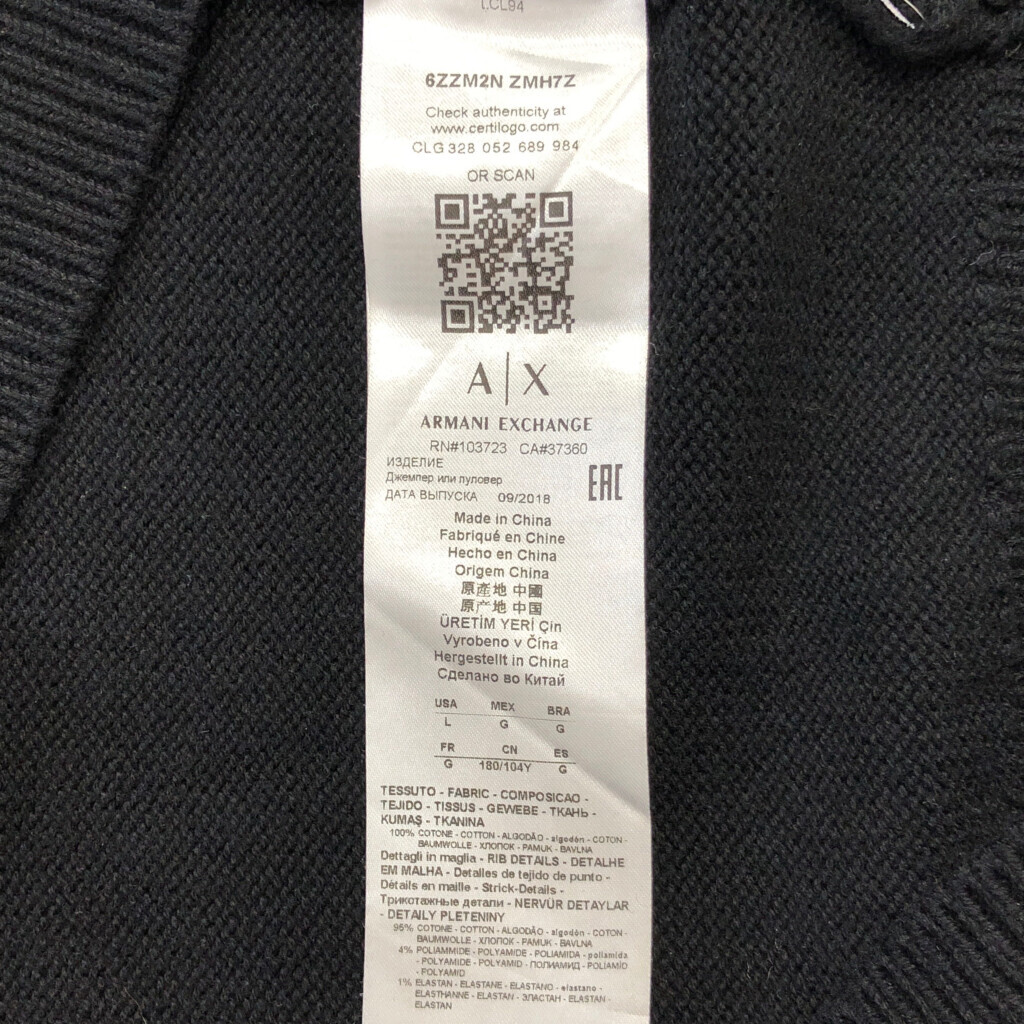 LCL94
6ZZM2N ZMH7Z
Check authenticity at
www.certilogo.com
CLG 328 052 689 984
OR SCAN
A|X
ARMANI EXCHANGE
RN#103723 CA#37360
ИЗДЕЛИЕ
Джемпер или пуловер
ДАТА ВЫПУСКА 09/2018
EAC
Made in China
Fabriqué en Chine
Hecho en China
Origem China
原產地 中國
原产地 中国
ÜRETİM YERİ Çin
Vyrobeno v Čína
Hergestellt in China
Сделано во Китай
USA MEX BRA
L G G
FR CN ES
G 180/104Y G
TESSUTO - FABRIC - COMPOSICAO -
TEJIDO - TISSUS - GEWEBE - ТКАНЬ -
KUMAŞ - TKANINA
100% COTONE - COTTON - ALGODÃO - algodón - COTON -
BAUMWOLLE - ХЛОПОК - PAMUK - BAVLNA
Dettagli in maglia - RIB DETAILS - DETALHE
EM MALHA - Detalles de tejido de punto -
Détails en maille - Strick-Details -
Трикотажные детали - NERVÜR DETAYLAR
- DETAILY PLETENINY
95% COTONE - COTTON - ALGODÃO - algodón - COTON -
BAUMWOLLE - ХЛОПОК - PAMUK - BAVLNA
4% POLIAMMIDE - POLYAMIDE - POLIAMIDA - poliamida
- POLYAMIDE - POLYAMID - ПОЛИАМИД - POLIAMİD
- POLYAMID
1% ELASTAN - ELASTANE - ELASTANO - elastano -
ELASTHANNE - ELASTAN - ЭЛАСТАН - ELASTAN -
ELASTAN